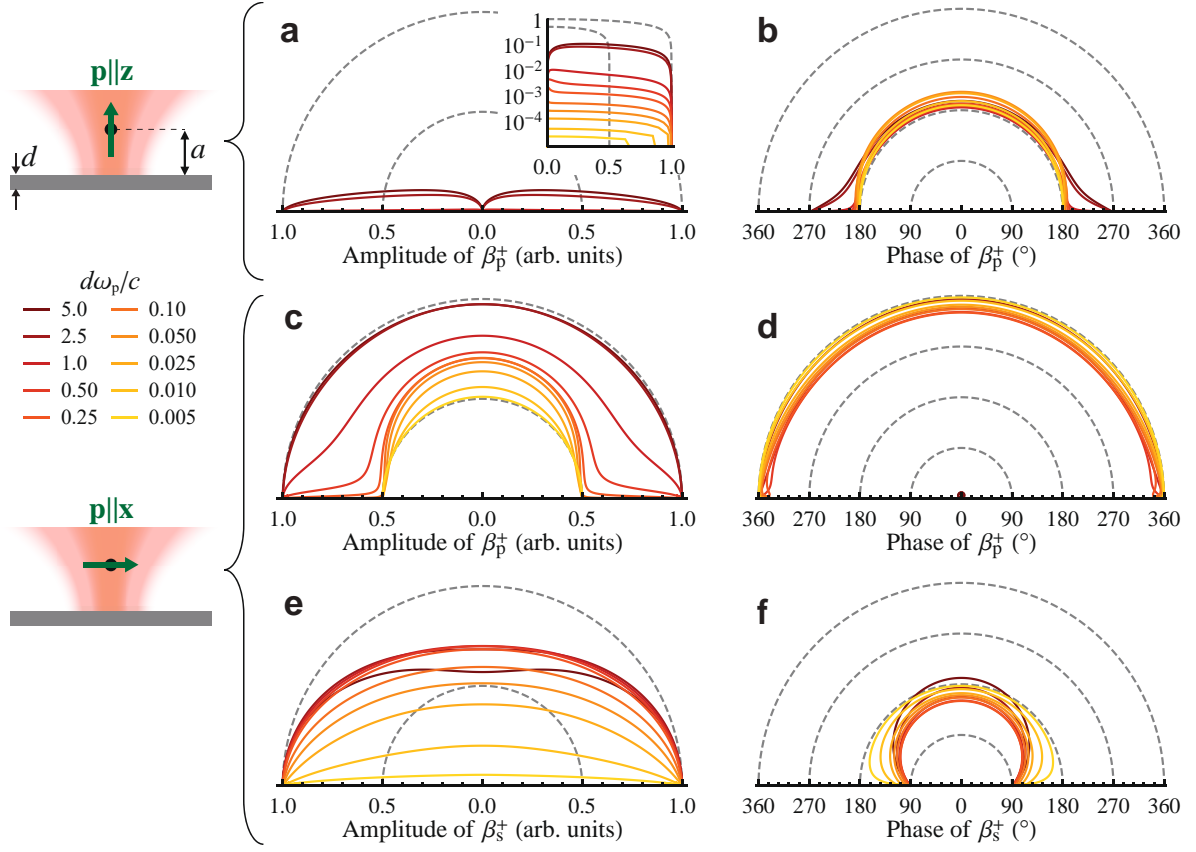 a
1
10⁻¹
10⁻²
10⁻³
10⁻⁴
0.0 0.5 1.0
1.0 0.5 0.0 0.5 1.0
Amplitude of β_p⁺ (arb. units)
b
360 270 180 90 0 90 180 270 360
Phase of β_p⁺ (°)
p||z
d
a
dω_p/c
5.0 0.10
2.5 0.050
1.0 0.025
0.50 0.010
0.25 0.005
c
1.0 0.5 0.0 0.5 1.0
Amplitude of β_p⁺ (arb. units)
d
360 270 180 90 0 90 180 270 360
Phase of β_p⁺ (°)
p||x
e
1.0 0.5 0.0 0.5 1.0
Amplitude of β_s⁺ (arb. units)
f
360 270 180 90 0 90 180 270 360
Phase of β_s⁺ (°)